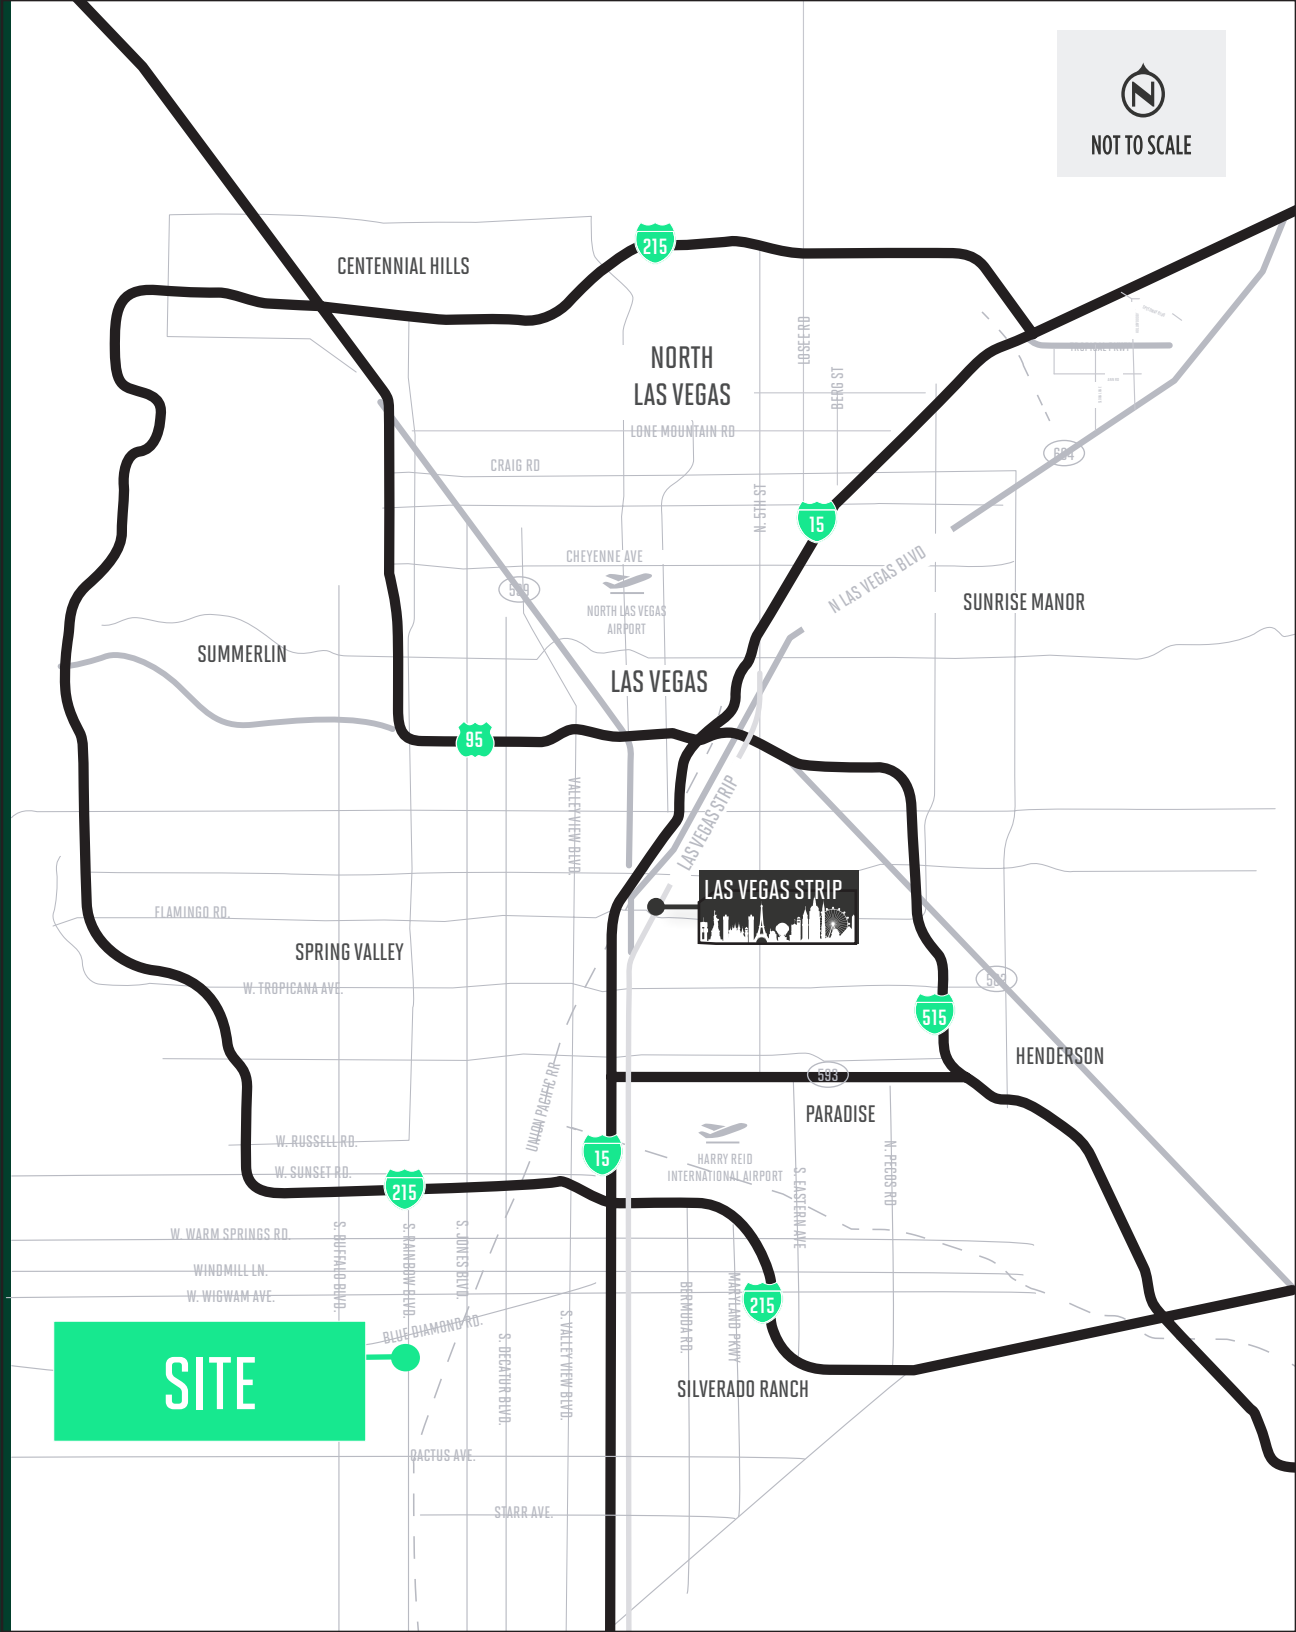 N
NOT TO SCALE
215
CENTENNIAL HILLS
NORTH
LAS VEGAS
LOSEE RD
BERG ST
LONE MOUNTAIN RD
CRAIG RD
604
N. 5TH ST
15
CHEYENNE AVE
N LAS VEGAS BLVD
599
NORTH LAS VEGAS
AIRPORT
SUNRISE MANOR
SUMMERLIN
LAS VEGAS
95
VALLEY VIEW BLVD.
LAS VEGAS STRIP
LAS VEGAS STRIP
FLAMINGO RD.
SPRING VALLEY
W. TROPICANA AVE.
582
515
HENDERSON
593
UNION PACIFIC RR
PARADISE
W. RUSSELL RD.
15
HARRY REID
INTERNATIONAL AIRPORT
N. PECOS RD
S. EASTERN AVE
W. SUNSET RD.
215
W. WARM SPRINGS RD.
S. BUFFALO BLVD.
S. RAINBOW BLVD.
S. JONES BLVD.
WINDMILL LN.
W. WIGWAM AVE.
BERMUDA RD.
MARYLAND PKWY
215
BLUE DIAMOND RD.
S. DECATUR BLVD.
S. VALLEY VIEW BLVD.
SITE
SILVERADO RANCH
CACTUS AVE.
STARR AVE.